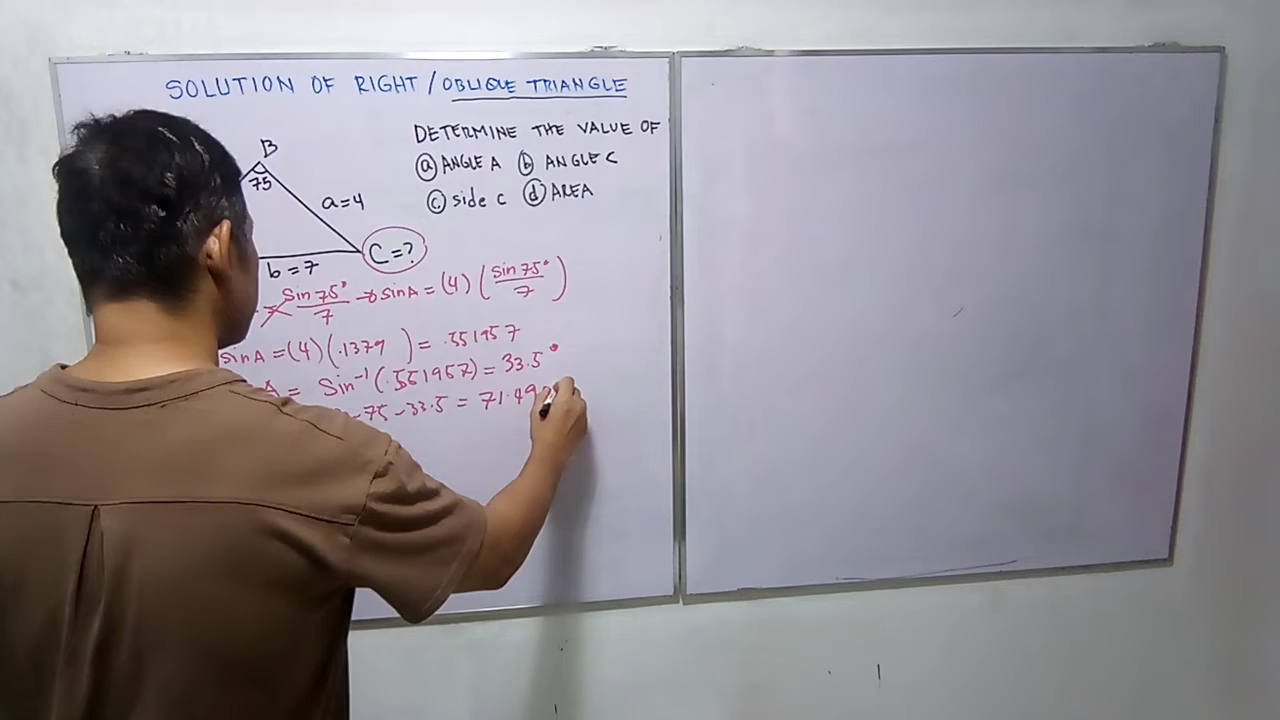 SOLUTION OF RIGHT / OBLIQUE TRIANGLE
DETERMINE THE VALUE OF
(a) ANGLE A (b) ANGLE C
(c) side c (d) AREA
B
75
a=4
C=?
b=7
sin 75°/7 → sin A = (4) (sin 75°/7)
sin A = (4)(.1379 ) = .551957
A = Sin⁻¹ (.551957) = 33.5°
-75-33.5 = 71.49